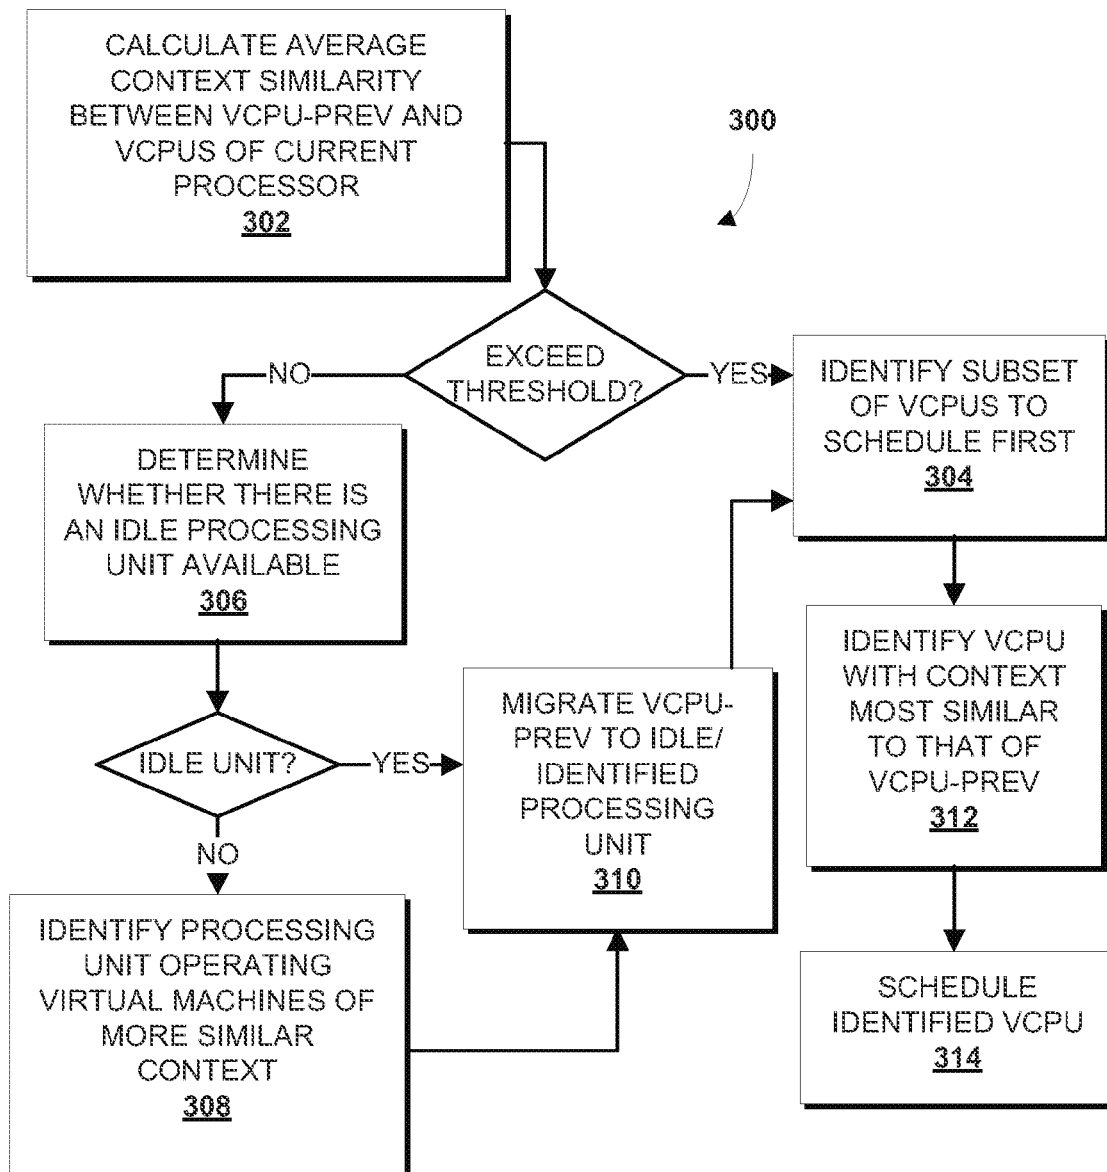 CALCULATE AVERAGE
CONTEXT SIMILARITY
BETWEEN VCPU-PREV AND
VCPUS OF CURRENT
PROCESSOR
302
300
EXCEED
THRESHOLD?
NO
YES
IDENTIFY SUBSET
OF VCPUS TO
SCHEDULE FIRST
304
DETERMINE
WHETHER THERE IS
AN IDLE PROCESSING
UNIT AVAILABLE
306
IDLE UNIT?
YES
NO
MIGRATE VCPU-
PREV TO IDLE/
IDENTIFIED
PROCESSING
UNIT
310
IDENTIFY VCPU
WITH CONTEXT
MOST SIMILAR
TO THAT OF
VCPU-PREV
312
IDENTIFY PROCESSING
UNIT OPERATING
VIRTUAL MACHINES OF
MORE SIMILAR
CONTEXT
308
SCHEDULE
IDENTIFIED VCPU
314